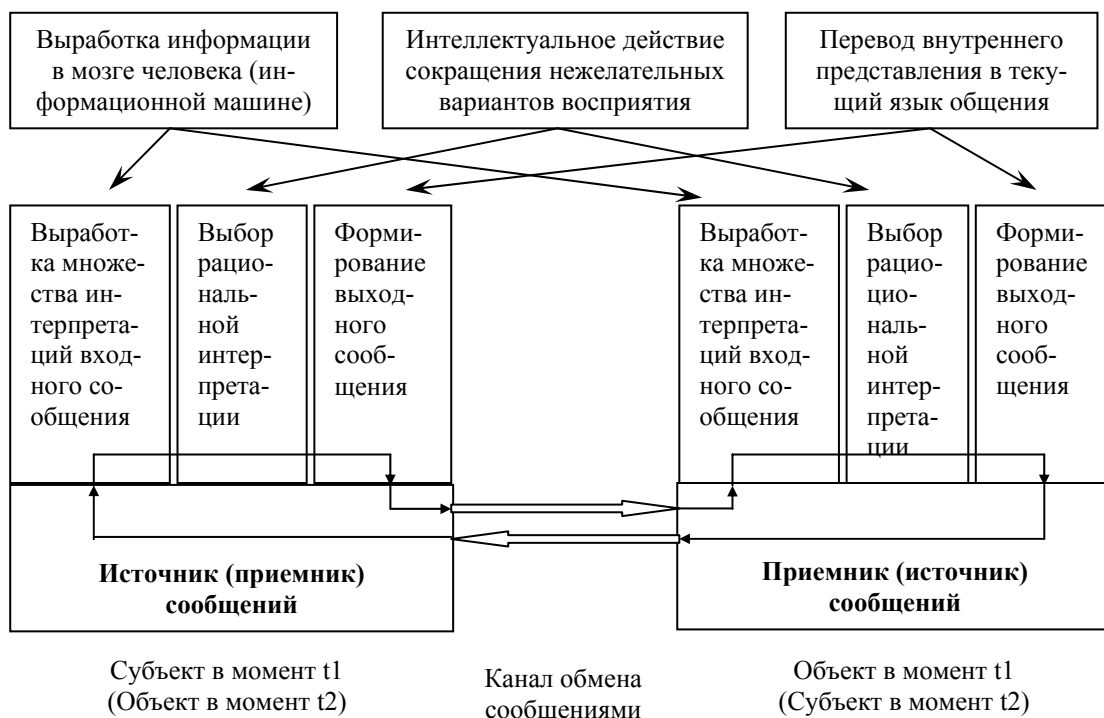 Выработка информации
в мозге человека (ин-
формационной машине)
Интеллектуальное действие
сокращения нежелательных
вариантов восприятия
Перевод внутреннего
представления в теку-
щий язык общения
Выработ-
ка множе-
ства ин-
терпрета-
ций вход-
ного со-
общения
Выбор
рацио-
наль-
ной
интер-
прета-
ции
Форми-
рование
выход-
ного
сооб-
щения
Выработ-
ка множе-
ства ин-
терпрета-
ций вход-
ного со-
общения
Выбор
ра-
цио-
наль-
ной
интер-
прета-
ции
Форми-
рование
выход-
ного
сооб-
щения
Источник (приемник)
сообщений
Приемник (источник)
сообщений
Субъект в момент t1
(Объект в момент t2)
Канал обмена
сообщениями
Объект в момент t1
(Субъект в момент t2)